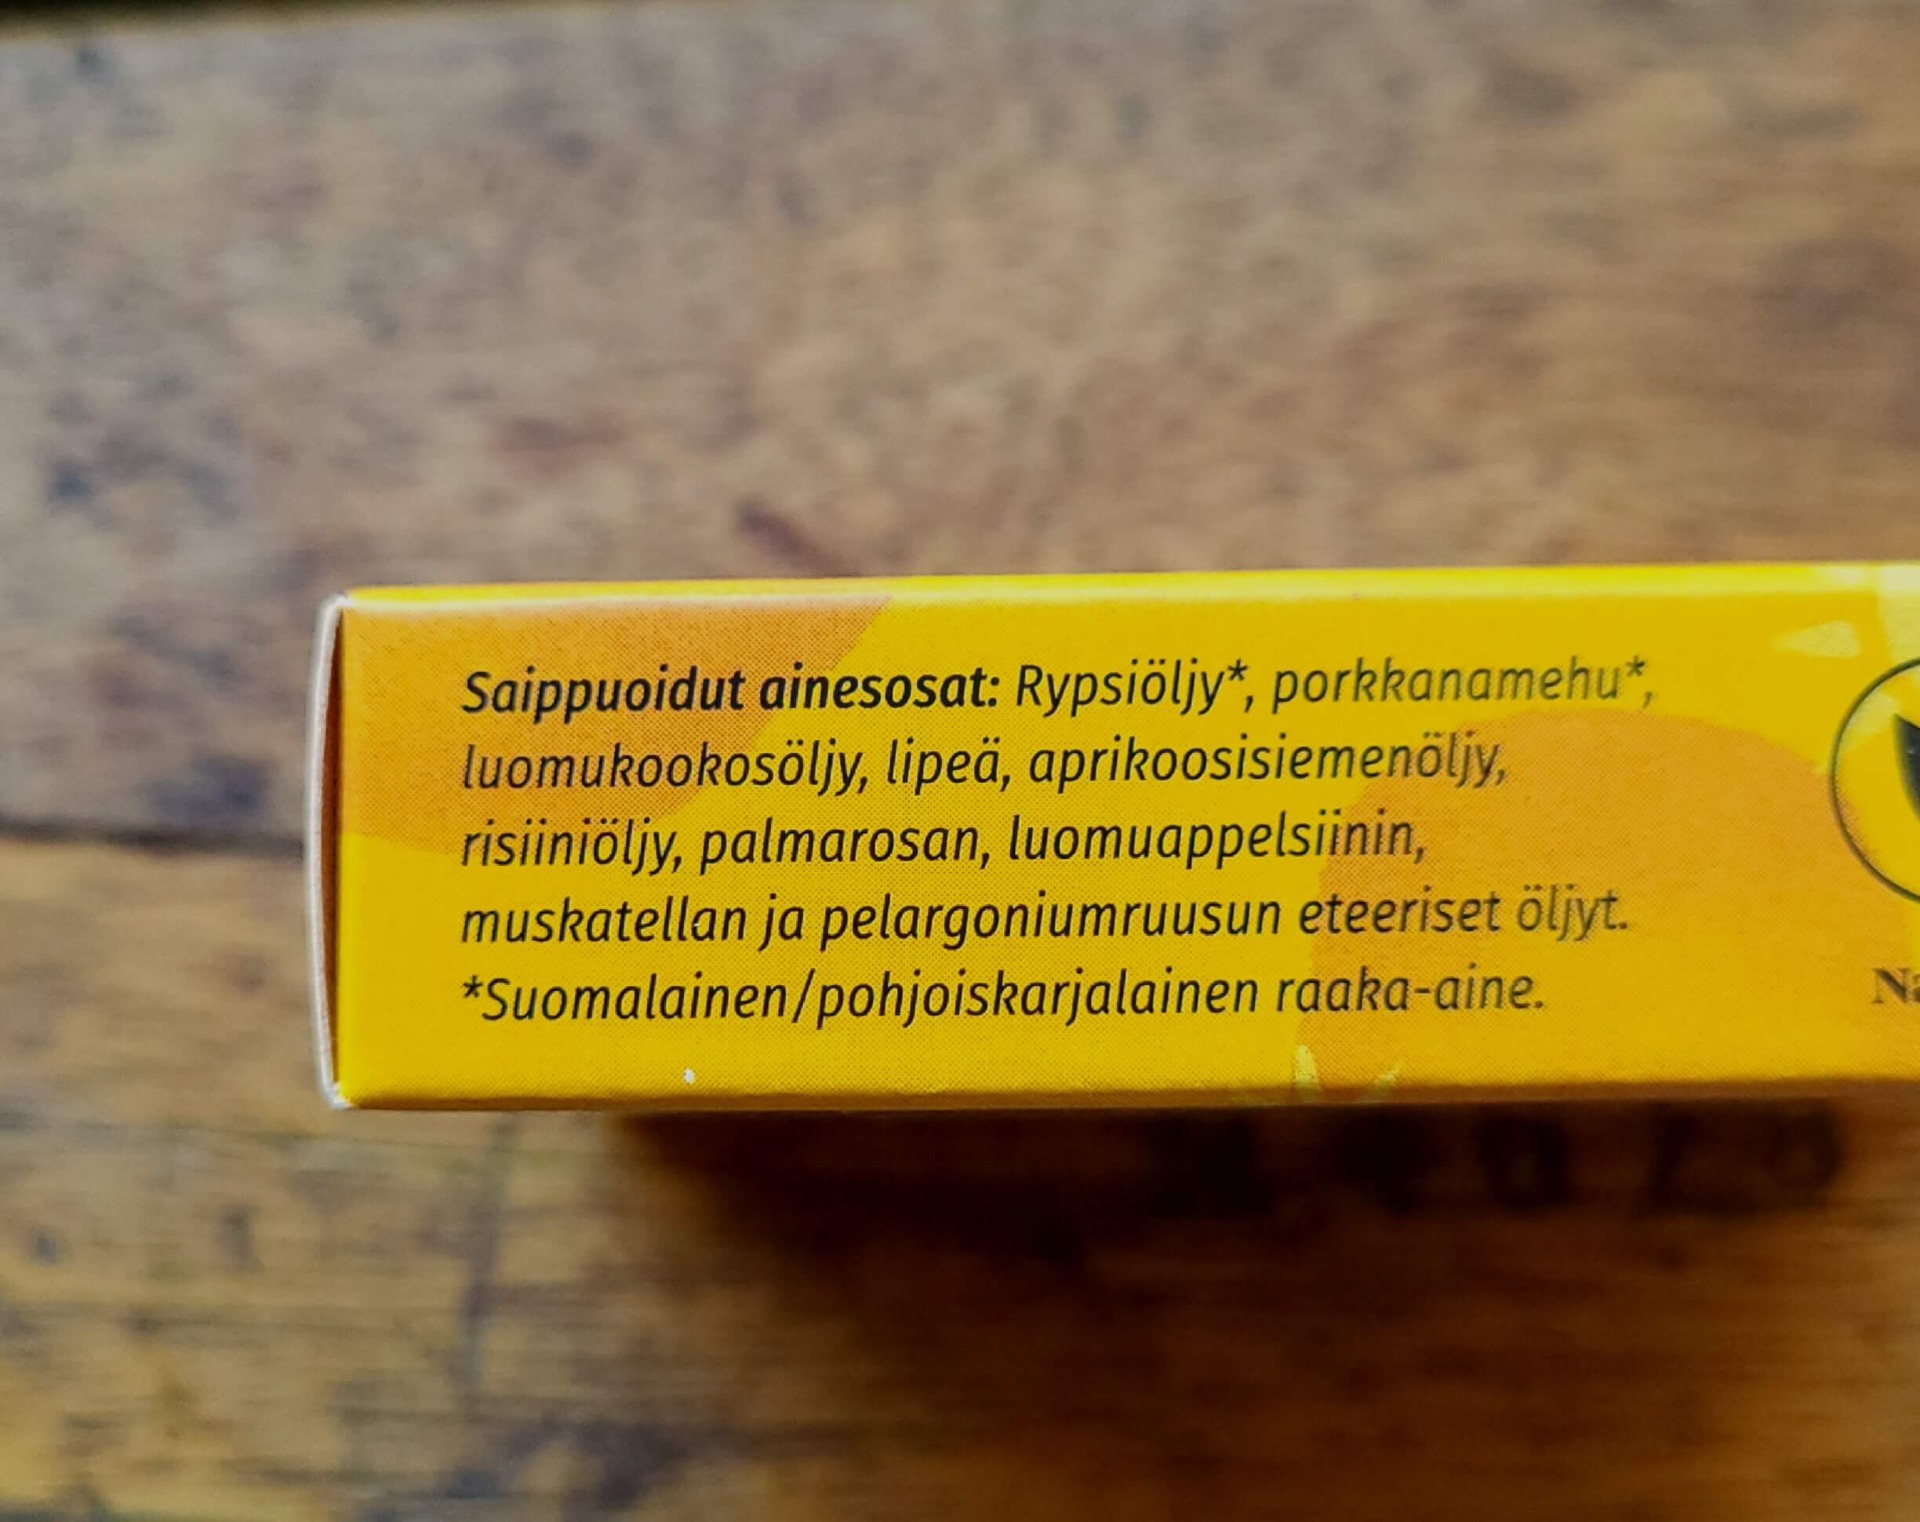 Saippuoidut ainesosat: Rypsiöljy*, porkkanamehu*,
luomukookosöljy, lipeä, aprikoosisiemenöljy,
risiiniöljy, palmarosan, luomuappelsiinin,
muskatellan ja pelargoniumruusun eteeriset öljyt.
*Suomalainen/pohjoiskarjalainen raaka-aine.